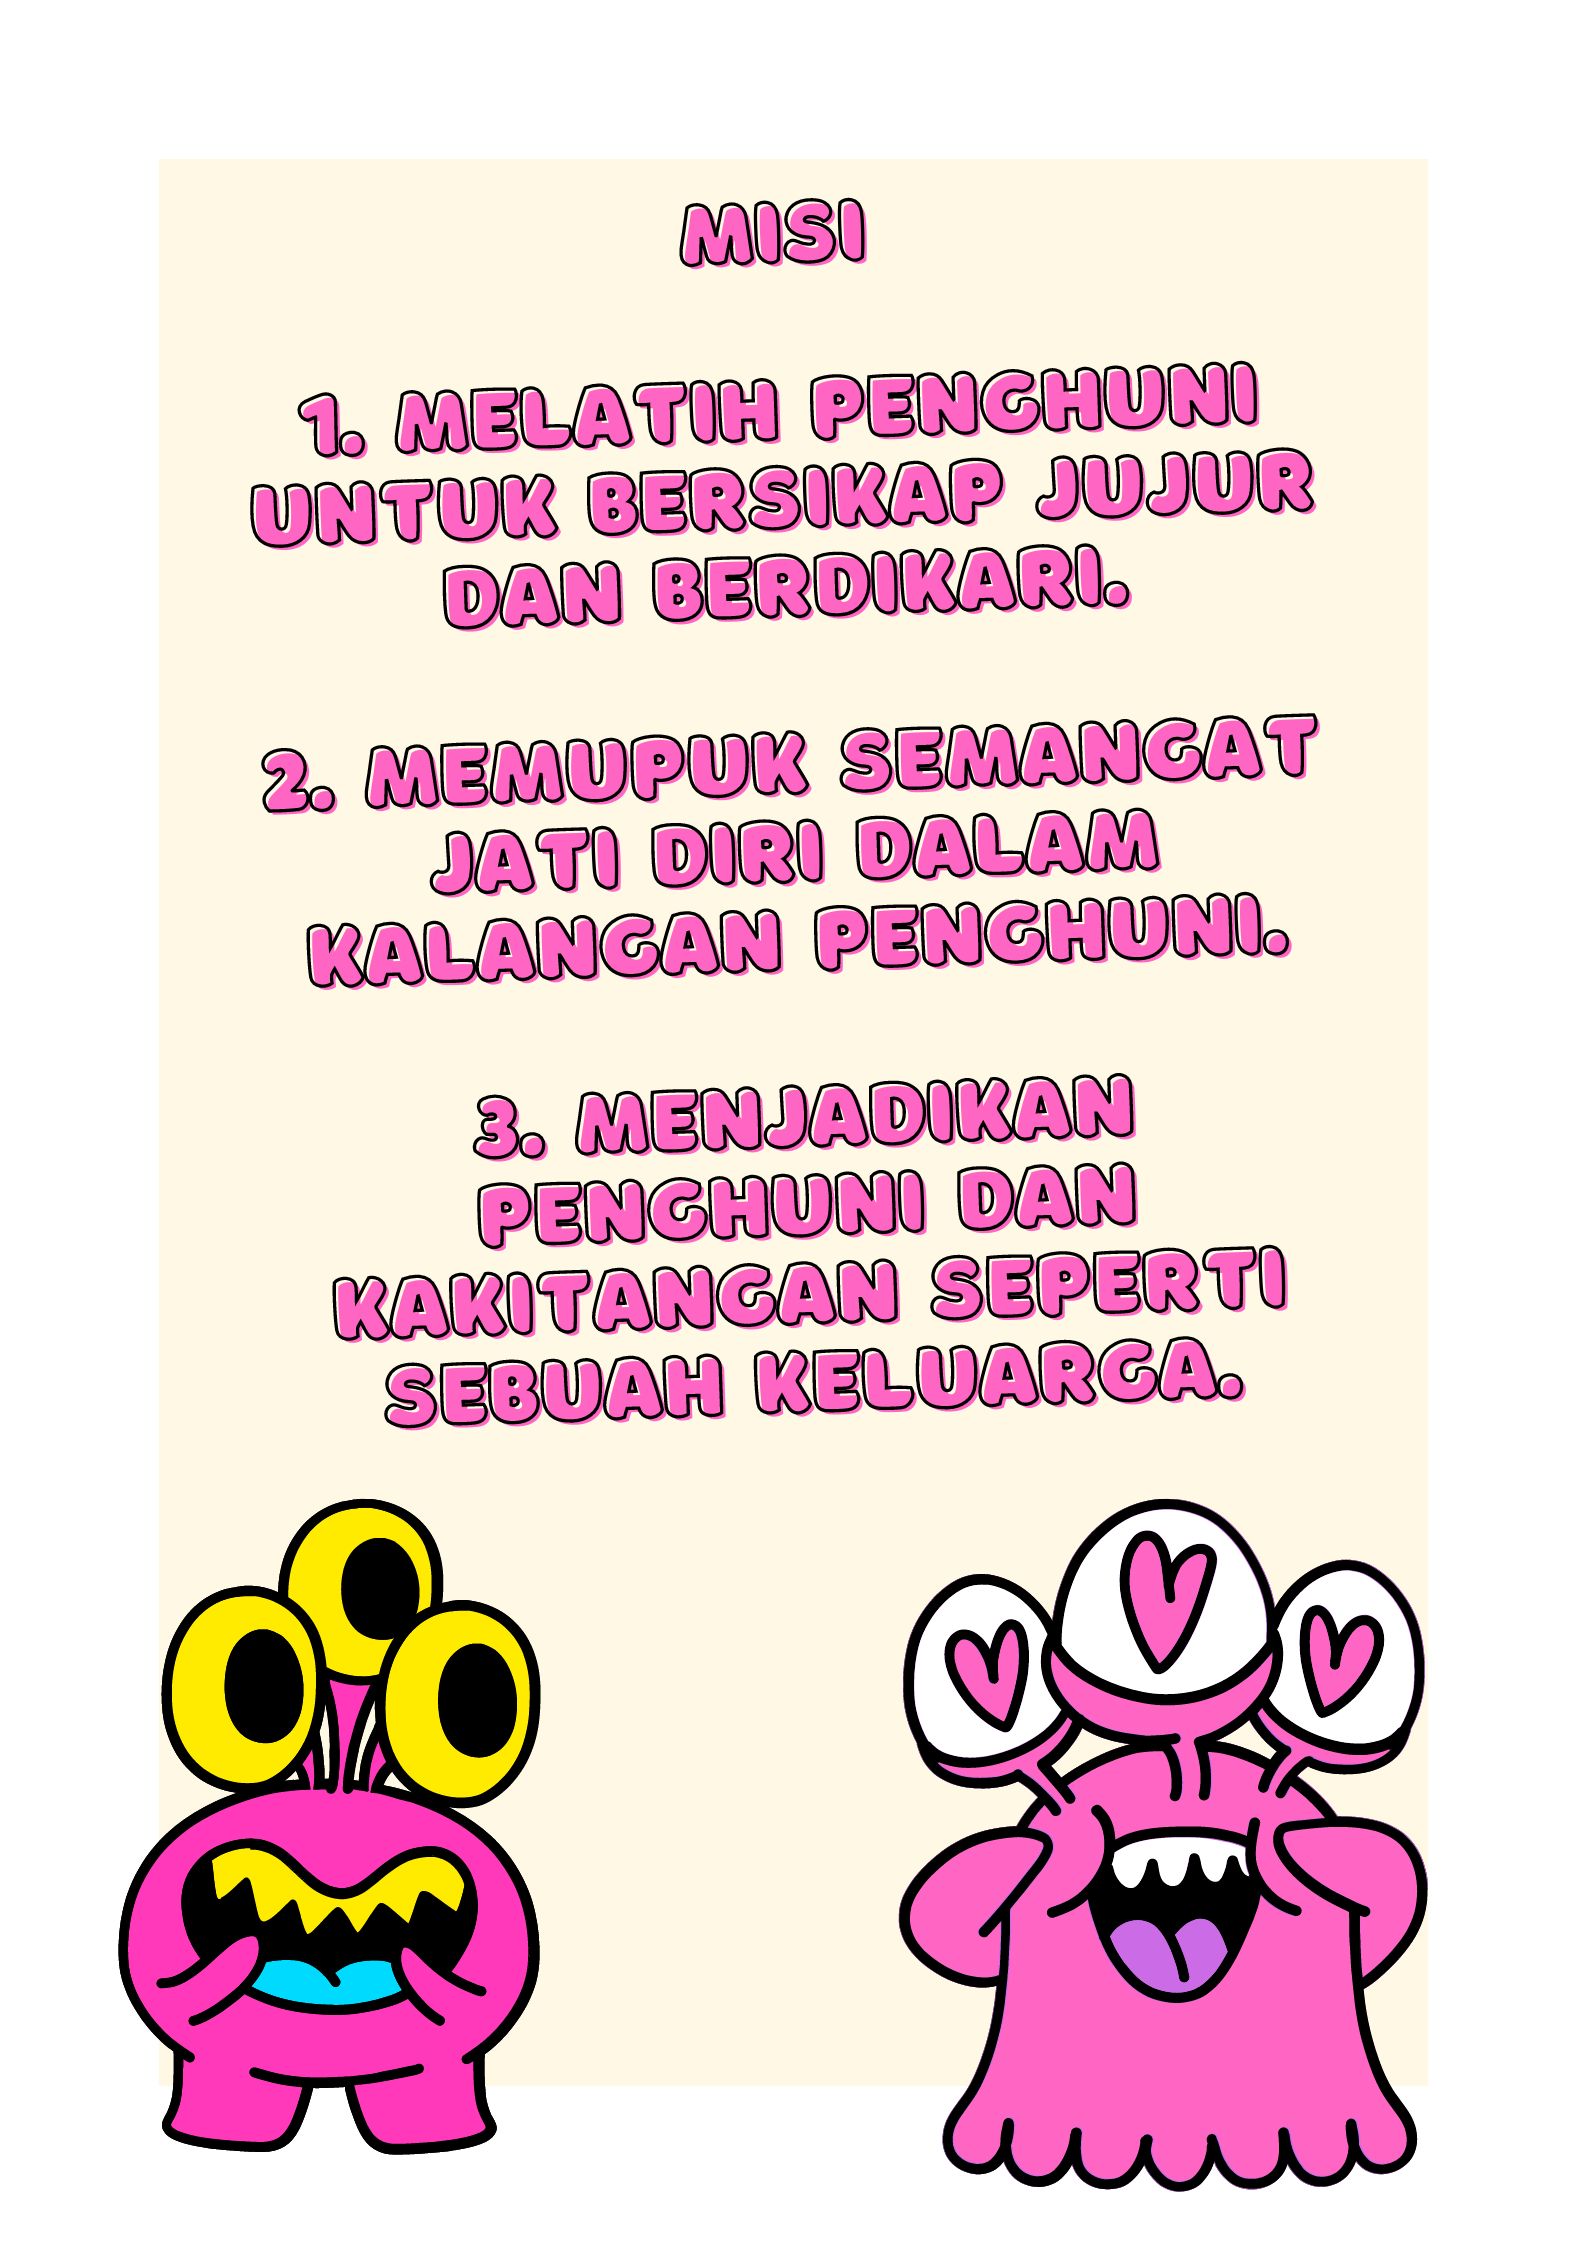 MISI
1. MELATIH PENGHUNI
UNTUK BERSIKAP JUJUR
DAN BERDIKARI.
2. MEMUPUK SEMANGAT
JATI DIRI DALAM
KALANGAN PENGHUNI.
3. MENJADIKAN
PENGHUNI DAN
KAKITANGAN SEPERTI
SEBUAH KELUARGA.